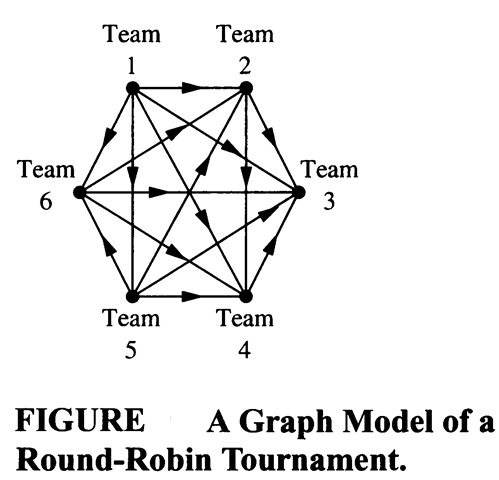 Team Team
1 2
Team Team
6 3
Team Team
5 4
FIGURE A Graph Model of a
Round-Robin Tournament.